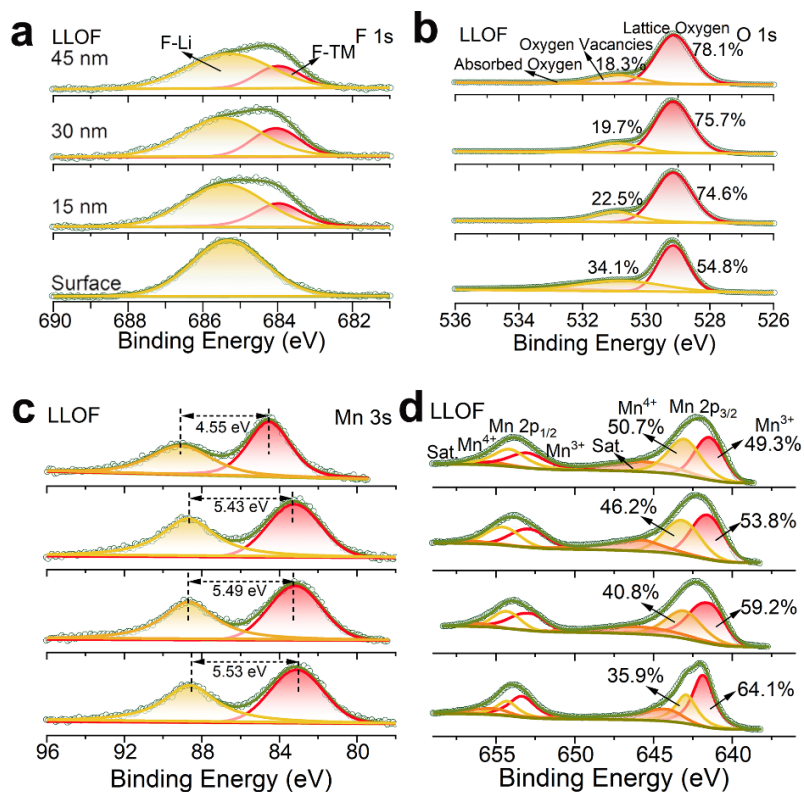 a
LLOF
45 nm
F-Li
F-TM
F 1s
30 nm
15 nm
Surface
690 688 686 684 682
Binding Energy (eV)
b
LLOF
Absorbed Oxygen
Oxygen Vacancies
18.3%
Lattice Oxygen
78.1%
O 1s
19.7%
75.7%
22.5%
74.6%
34.1%
54.8%
536 534 532 530 528 526
Binding Energy (eV)
c
LLOF
Mn 3s
4.55 eV
5.43 eV
5.49 eV
5.53 eV
96 92 88 84 80
Binding Energy (eV)
d
LLOF
Sat.
Mn⁴⁺
Mn 2p1/2
Mn³⁺
Sat.
Mn⁴⁺
50.7%
Mn 2p3/2
Mn³⁺
49.3%
46.2%
53.8%
40.8%
59.2%
35.9%
64.1%
655 650 645 640
Binding Energy (eV)